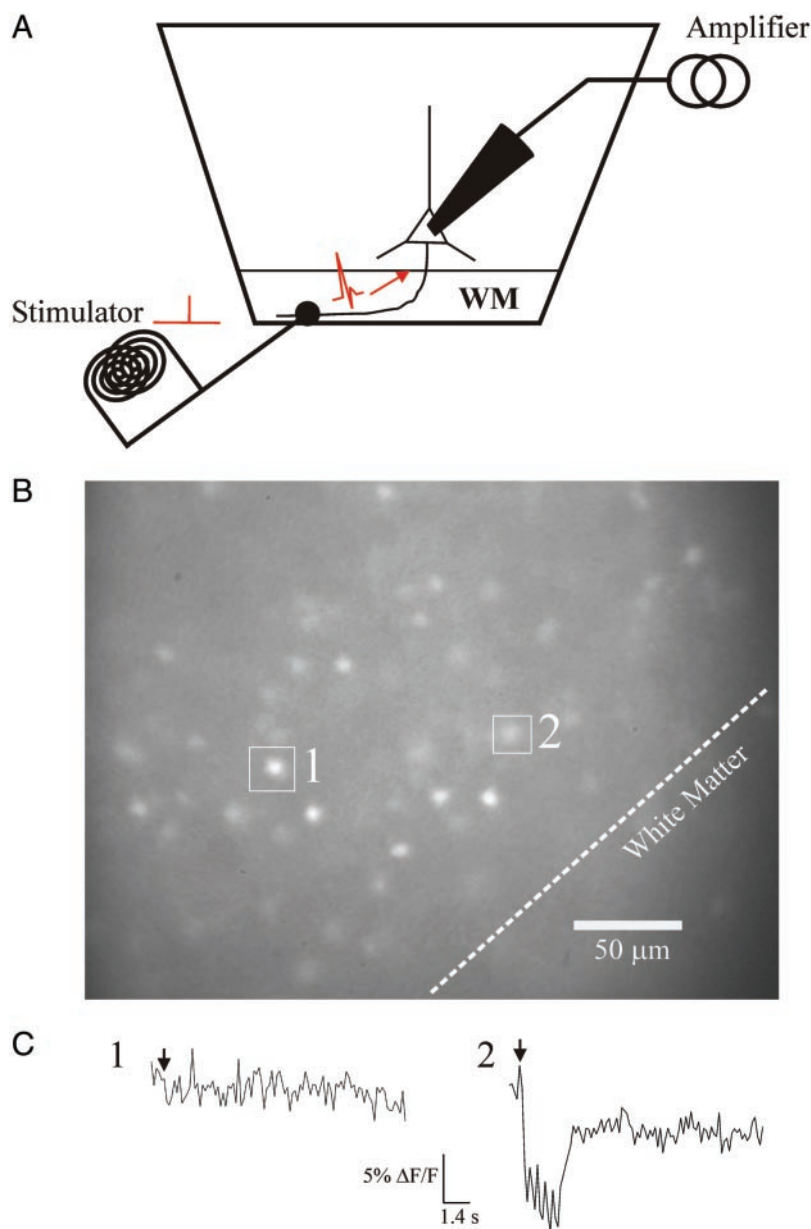 A
Amplifier
WM
Stimulator
B
1
2
White Matter
50 μm
C
1
2
5% ΔF/F
1.4 s